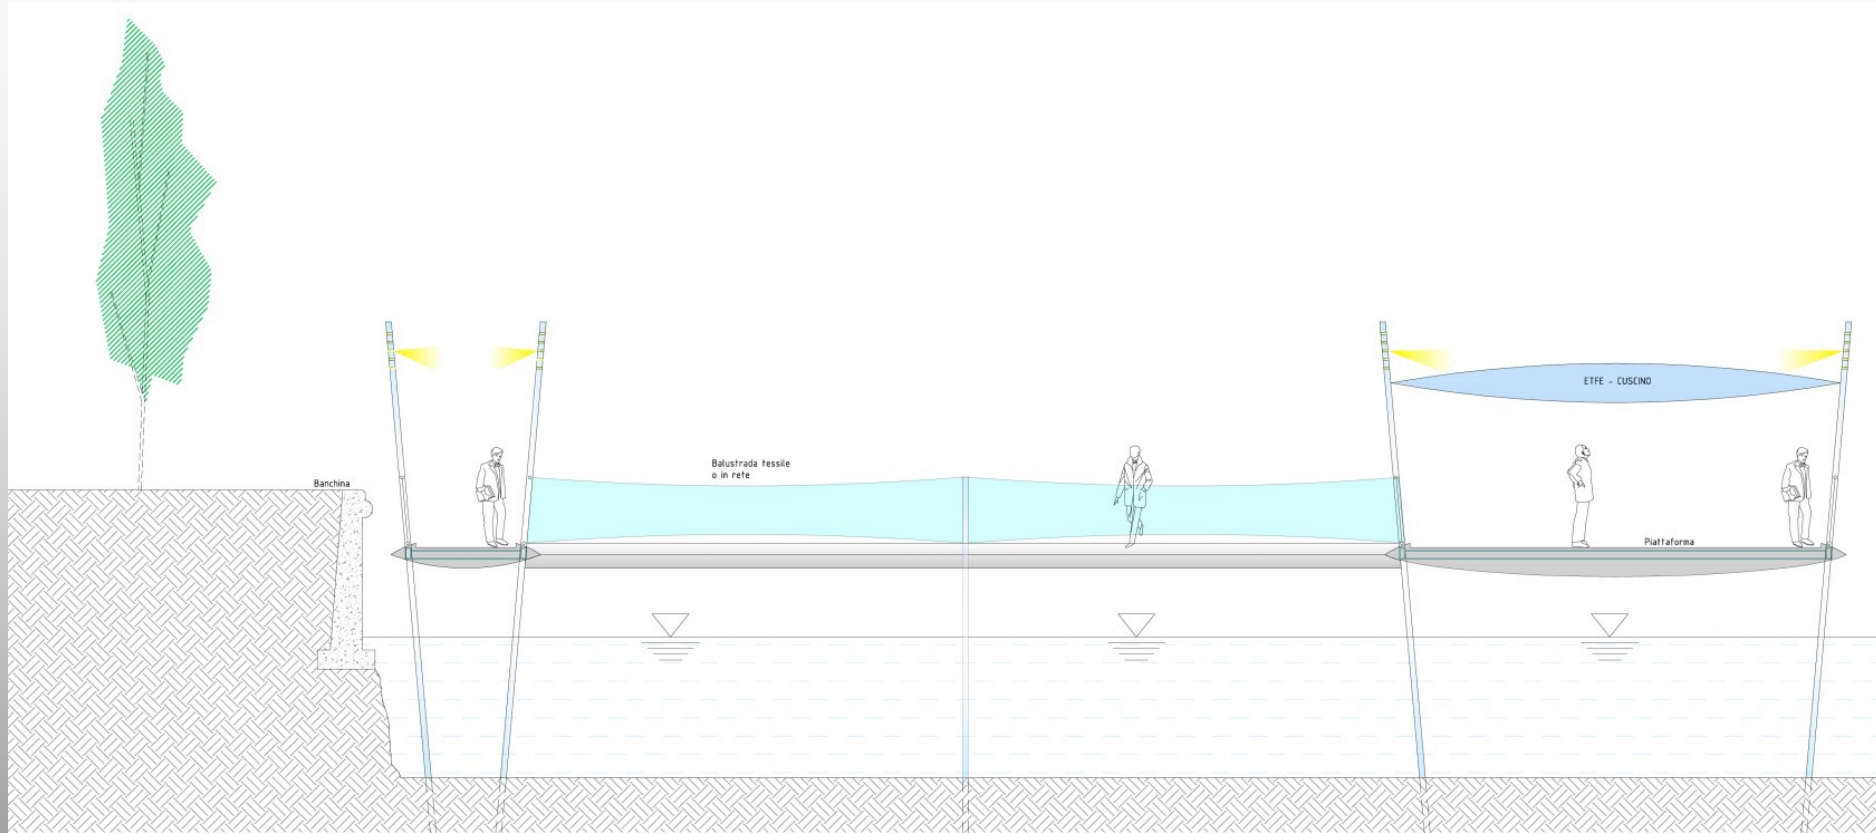 ETFE - CUSCINO
Balustrada tessile
o in rete
Banchina
Piattaforma